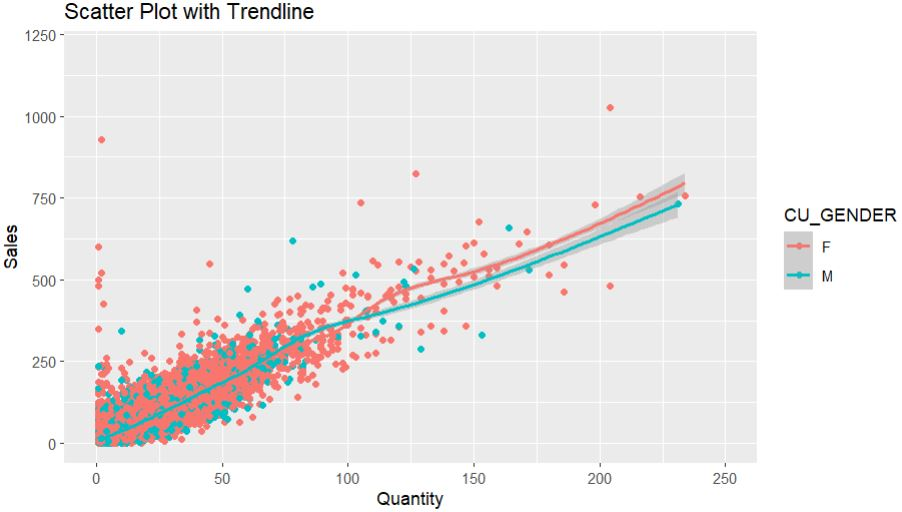 Scatter Plot with Trendline
1250
1000
750
500
250
0
Sales
0 50 100 150 200 250
Quantity
CU_GENDER
F
M